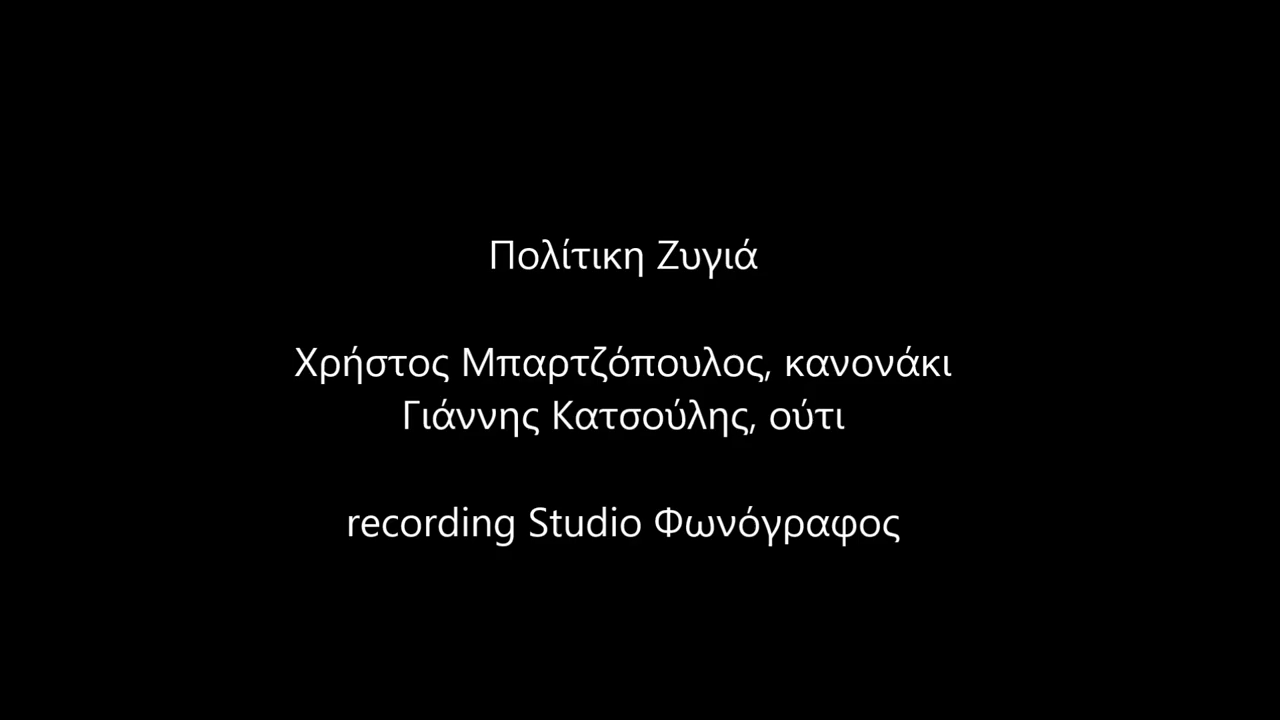 Πολίτικη Ζυγιά
Χρήστος Μπαρτζόπουλος, κανονάκι
Γιάννης Κατσούλης, ούτι
recording Studio Φωνόγραφος